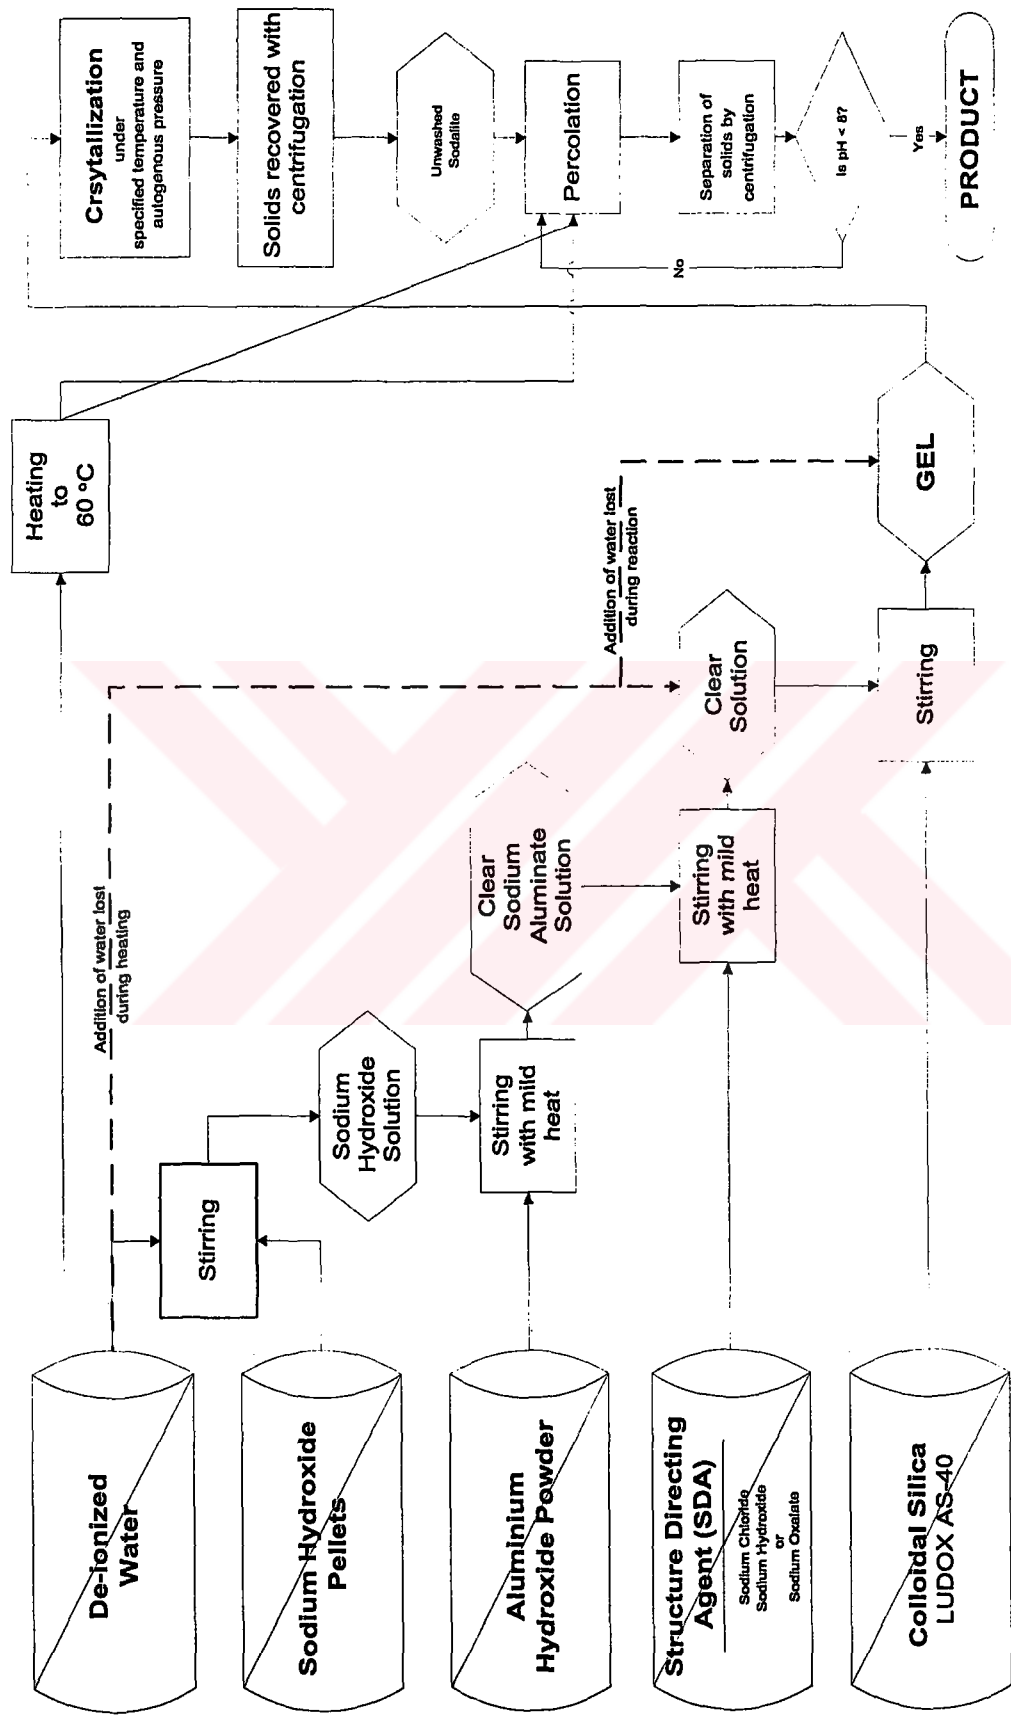 De-ionized
Water
Sodium Hydroxide
Pellets
Aluminium
Hydroxide Powder
Structure Directing
Agent (SDA)
Sodium Chloride
Sodium Hydroxide
or
Sodium Oxalate
Colloidal Silica
LUDOX AS-40
Stirring
Sodium
Hydroxide
Solution
Stirring
with mild
heat
Addition of water lost
during heating
Clear
Sodium
Aluminate
Solution
Stirring
with mild
heat
Clear
Solution
Stirring
Addition of water lost
during reaction
GEL
Heating
to
60 °C
Crsytallization
under
specified temperature and
autogenous pressure
Solids recovered with
centrifugation
Unwashed
Sodalite
Percolation
Separation of
solids by
centrifugation
Is pH < 8?
No
Yes
PRODUCT